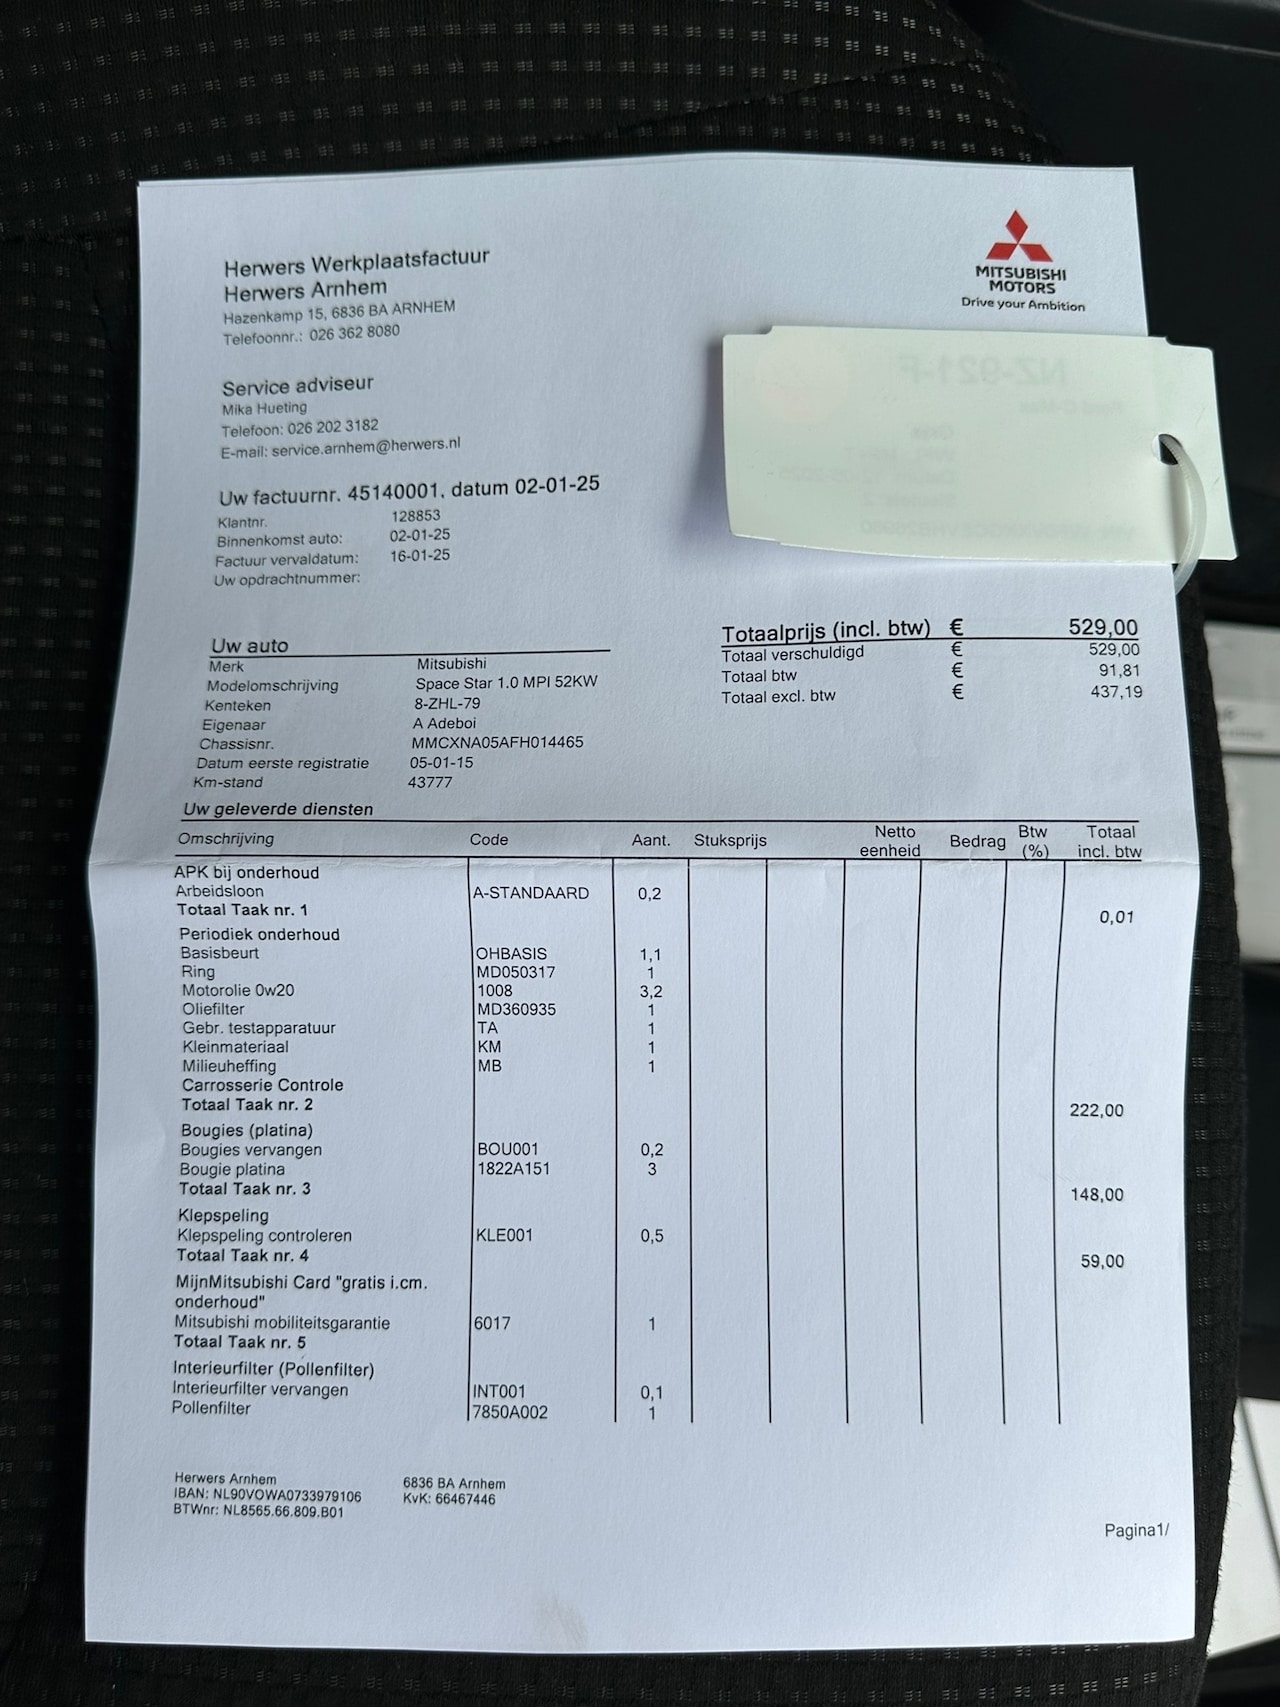 MITSUBISHI
MOTORS
Drive your Ambition
Herwers Werkplaatsfactuur
Herwers Arnhem
Hazenkamp 15, 6836 BA ARNHEM
Telefoonnr.: 026 362 8080
NZ-921-F
Service adviseur
Mika Hueting
Telefoon: 026 202 3182
E-mail: service.arnhem@herwers.nl
Uw factuurnr. 45140001, datum 02-01-25
Klantnr. 128853
Binnenkomst auto: 02-01-25
Factuur vervaldatum: 16-01-25
Uw opdrachtnummer:
Totaalprijs (incl. btw) € 529,00
Totaal verschuldigd € 529,00
Totaal btw € 91,81
Totaal excl. btw € 437,19
Uw auto
Merk Mitsubishi
Modelomschrijving Space Star 1.0 MPI 52KW
Kenteken 8-ZHL-79
Eigenaar A Adeboi
Chassisnr. MMCXNA05AFH014465
Datum eerste registratie 05-01-15
Km-stand 43777
Uw geleverde diensten
Omschrijving Code Aant. Stuksprijs Netto eenheid Bedrag Btw (%) Totaal incl. btw
APK bij onderhoud
Arbeidsloon A-STANDAARD 0,2
Totaal Taak nr. 1 0,01
Periodiek onderhoud
Basisbeurt OHBASIS 1,1
Ring MD050317 1
Motorolie 0w20 1008 3,2
Oliefilter MD360935 1
Gebr. testapparatuur TA 1
Kleinmateriaal KM 1
Milieuheffing MB 1
Carrosserie Controle
Totaal Taak nr. 2 222,00
Bougies (platina)
Bougies vervangen BOU001 0,2
Bougie platina 1822A151 3
Totaal Taak nr. 3 148,00
Klepspeling
Klepspeling controleren KLE001 0,5
Totaal Taak nr. 4 59,00
MijnMitsubishi Card "gratis i.cm.
onderhoud"
Mitsubishi mobiliteitsgarantie 6017 1
Totaal Taak nr. 5
Interieurfilter (Pollenfilter)
Interieurfilter vervangen INT001 0,1
Pollenfilter 7850A002 1
Herwers Arnhem 6836 BA Arnhem
IBAN: NL90VOWA0733979106 KvK: 66467446
BTWnr: NL8565.66.809.B01
Pagina1/